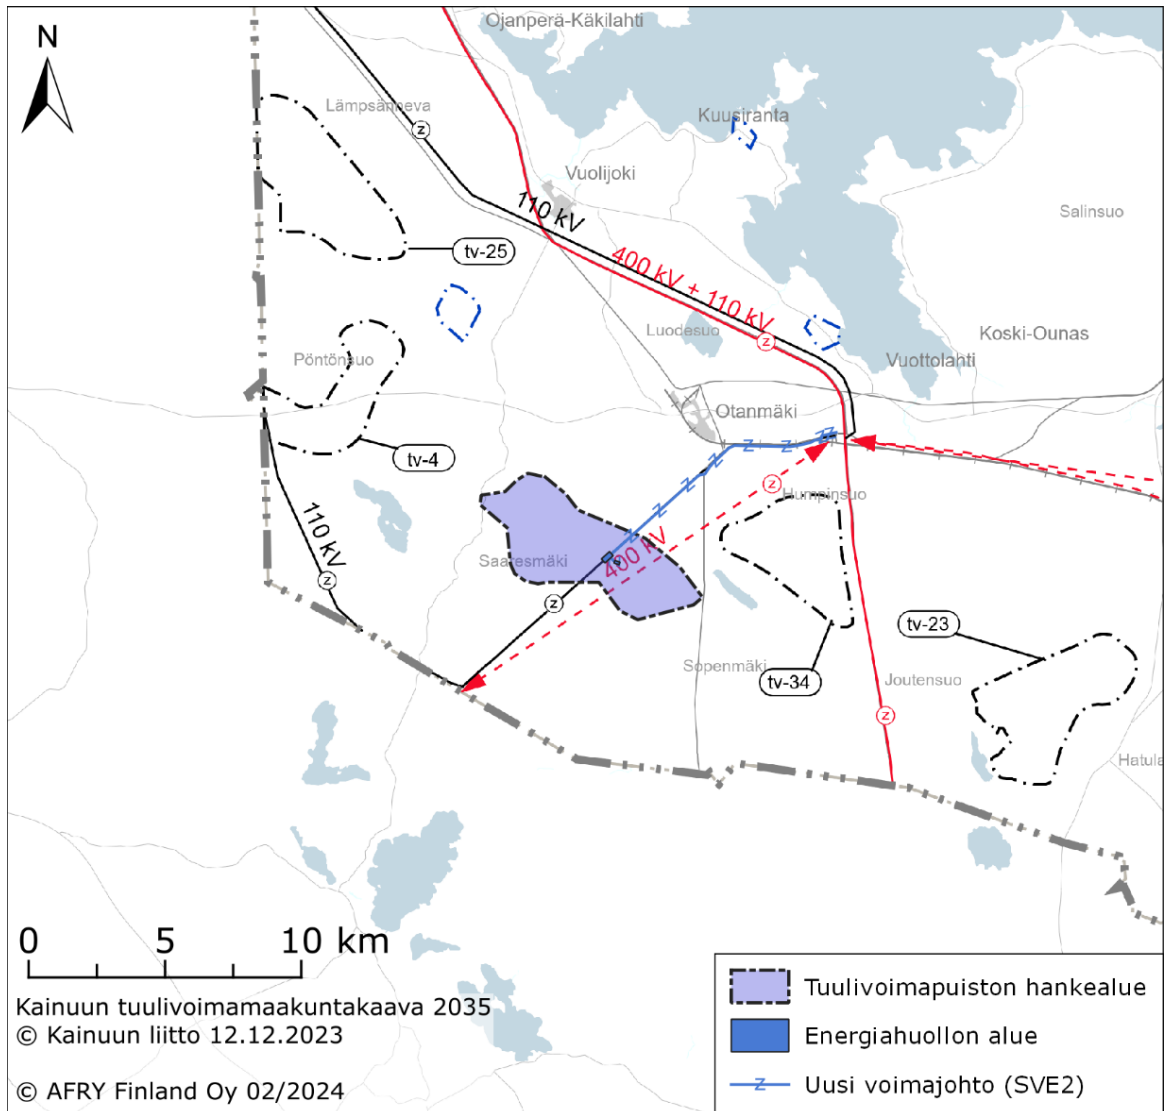 Ojanperä-Käkilahti
N
Lämpsänneva
z
Kuusiranta
Vuolijoki
110 kV
Salinsuo
tv-25
400 kV + 110 kV
Luodesuo
z
Koski-Ounas
Pöntönsuo
Vuottolahti
Otanmäki
tv-4
z
Humpinsuo
110 kV
Saaresmäki
400 kV
z
z
tv-23
Sopenmäki
tv-34
Joutensuo
z
Hatula
0 5 10 km
Kainuun tuulivoimamaakuntakaava 2035
© Kainuun liitto 12.12.2023
© AFRY Finland Oy 02/2024
Tuulivoimapuiston hankealue
Energiahuollon alue
z Uusi voimajohto (SVE2)